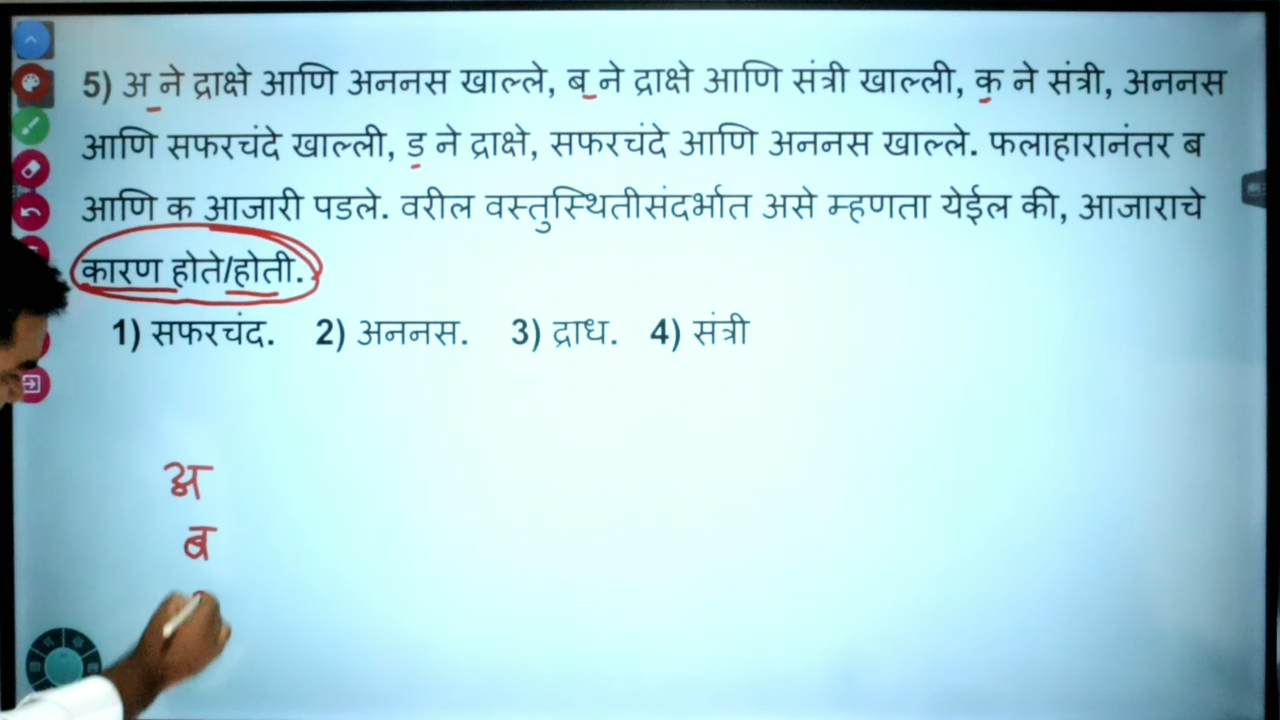 5) अ ने द्राक्षे आणि अननस खाल्ले, ब ने द्राक्षे आणि संत्री खाल्ली, क ने संत्री, अननस
आणि सफरचंदे खाल्ली, ड ने द्राक्षे, सफरचंदे आणि अननस खाल्ले. फलाहारानंतर ब
आणि क आजारी पडले. वरील वस्तुस्थितीसंदर्भात असे म्हणता येईल की, आजाराचे
कारण होते/होती.
1) सफरचंद. 2) अननस. 3) द्राध. 4) संत्री
अ
ब